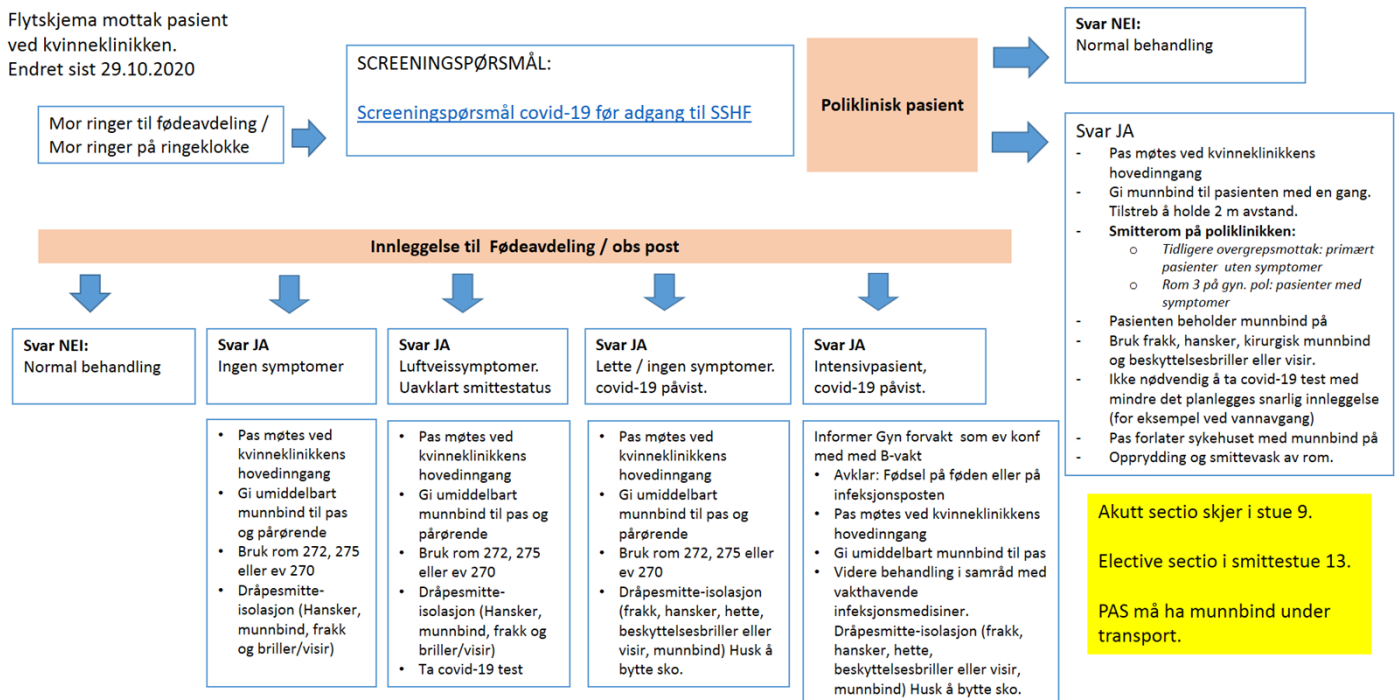 Flytskjema mottak pasient
ved kvinneklinikken.
Endret sist 29.10.2020
Mor ringer til fødeavdeling /
Mor ringer på ringeklokke
SCREENINGSPØRSMÅL:
Screeningspørsmål covid-19 før adgang til SSHF
Poliklinisk pasient
Svar NEI:
Normal behandling
Svar JA
- Pas møtes ved kvinneklinikkens
hovedinngang
- Gi munnbind til pasienten med en gang.
Tilstreb å holde 2 m avstand.
- Smitterom på poliklinikken:
o Tidligere overgrepsmottak: primært
pasienter uten symptomer
o Rom 3 på gyn. pol: pasienter med
symptomer
- Pasienten beholder munnbind på
- Bruk frakk, hansker, kirurgisk munnbind
og beskyttelsesbriller eller visir.
- Ikke nødvendig å ta covid-19 test med
mindre det planlegges snarlig innleggelse
(for eksempel ved vannavgang)
- Pas forlater sykehuset med munnbind på
- Opprydding og smittevask av rom.
Innleggelse til Fødeavdeling / obs post
Svar NEI:
Normal behandling
Svar JA
Ingen symptomer
• Pas møtes ved
kvinneklinikkens
hovedinngang
• Gi umiddelbart
munnbind til pas og
pårørende
• Bruk rom 272, 275
eller ev 270
• Dråpesmitte-
isolasjon (Hansker,
munnbind, frakk
og briller/visir)
Svar JA
Luftveissymptomer.
Uavklart smittestatus
• Pas møtes ved
kvinneklinikkens
hovedinngang
• Gi umiddelbart
munnbind til pas og
pårørende
• Bruk rom 272, 275
eller ev 270
• Dråpesmitte-
isolasjon (Hansker,
munnbind, frakk og
briller/visir)
• Ta covid-19 test
Svar JA
Lette / ingen symptomer.
covid-19 påvist.
• Pas møtes ved
kvinneklinikkens
hovedinngang
• Gi umiddelbart
munnbind til pas og
pårørende
• Bruk rom 272, 275 eller
ev 270
• Dråpesmitte-isolasjon
(frakk, hansker, hette,
beskyttelsesbriller eller
visir, munnbind) Husk å
bytte sko.
Svar JA
Intensivpasient,
covid-19 påvist.
Informer Gyn forvakt som ev konf
med med B-vakt
• Avklar: Fødsel på føden eller på
infeksjonsposten
• Pas møtes ved kvinneklinikkens
hovedinngang
• Gi umiddelbart munnbind til pas
• Videre behandling i samråd med
vakthavende
infeksjonsmedisiner.
Dråpesmitte-isolasjon (frakk,
hansker, hette,
beskyttelsesbriller eller visir,
munnbind) Husk å bytte sko.
Akutt sectio skjer i stue 9.
Elective sectio i smittestue 13.
PAS må ha munnbind under
transport.